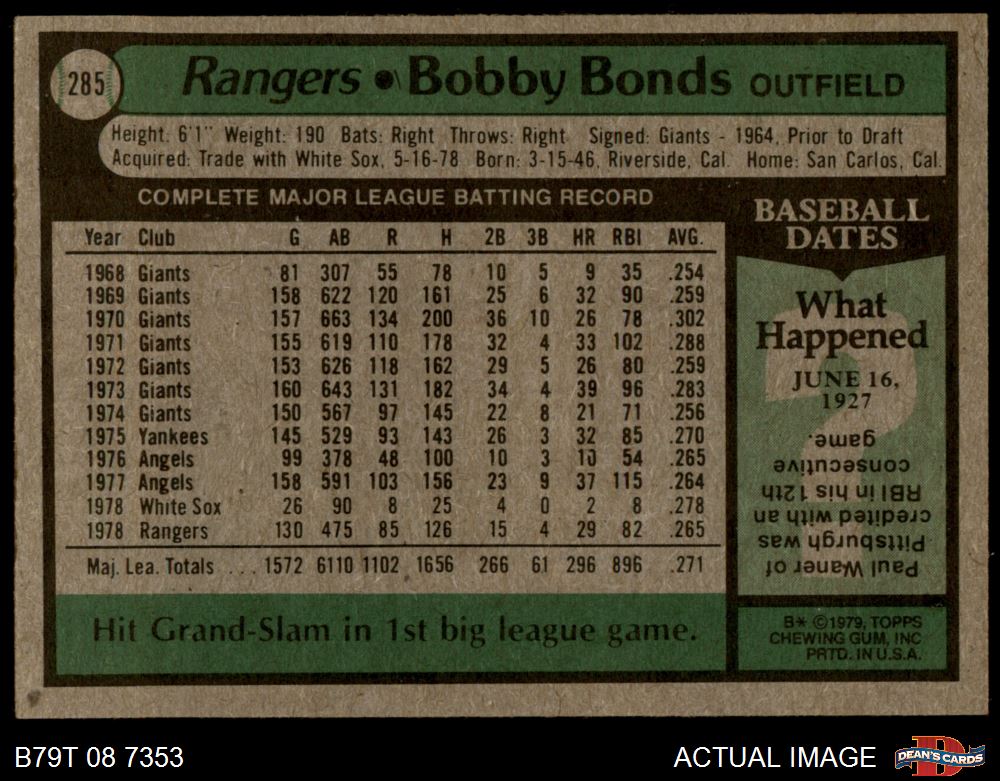 285
Rangers • Bobby Bonds OUTFIELD
Height: 6'1" Weight: 190 Bats: Right Throws: Right Signed: Giants - 1964, Prior to Draft
Acquired: Trade with White Sox, 5-16-78 Born: 3-15-46, Riverside, Cal. Home: San Carlos, Cal.
COMPLETE MAJOR LEAGUE BATTING RECORD
Year Club G AB R H 2B 3B HR RBI AVG.
1968 Giants 81 307 55 78 10 5 9 35 .254
1969 Giants 158 622 120 161 25 6 32 90 .259
1970 Giants 157 663 134 200 36 10 26 78 .302
1971 Giants 155 619 110 178 32 4 33 102 .288
1972 Giants 153 626 118 162 29 5 26 80 .259
1973 Giants 160 643 131 182 34 4 39 96 .283
1974 Giants 150 567 97 145 22 8 21 71 .256
1975 Yankees 145 529 93 143 26 3 32 85 .270
1976 Angels 99 378 48 100 10 3 10 54 .265
1977 Angels 158 591 103 156 23 9 37 115 .264
1978 White Sox 26 90 8 25 4 0 2 8 .278
1978 Rangers 130 475 85 126 15 4 29 82 .265
Maj. Lea. Totals ... 1572 6110 1102 1656 266 61 296 896 .271
Hit Grand-Slam in 1st big league game.
BASEBALL
DATES
What
Happened
JUNE 16,
1927
Paul Waner of
Pittsburgh was
credited with an
RBI in his 12th
consecutive
game.
B* ©1979, TOPPS
CHEWING GUM, INC
PRTD. IN U.S.A.
B79T 08 7353
ACTUAL IMAGE
D
DEAN'S CARDS